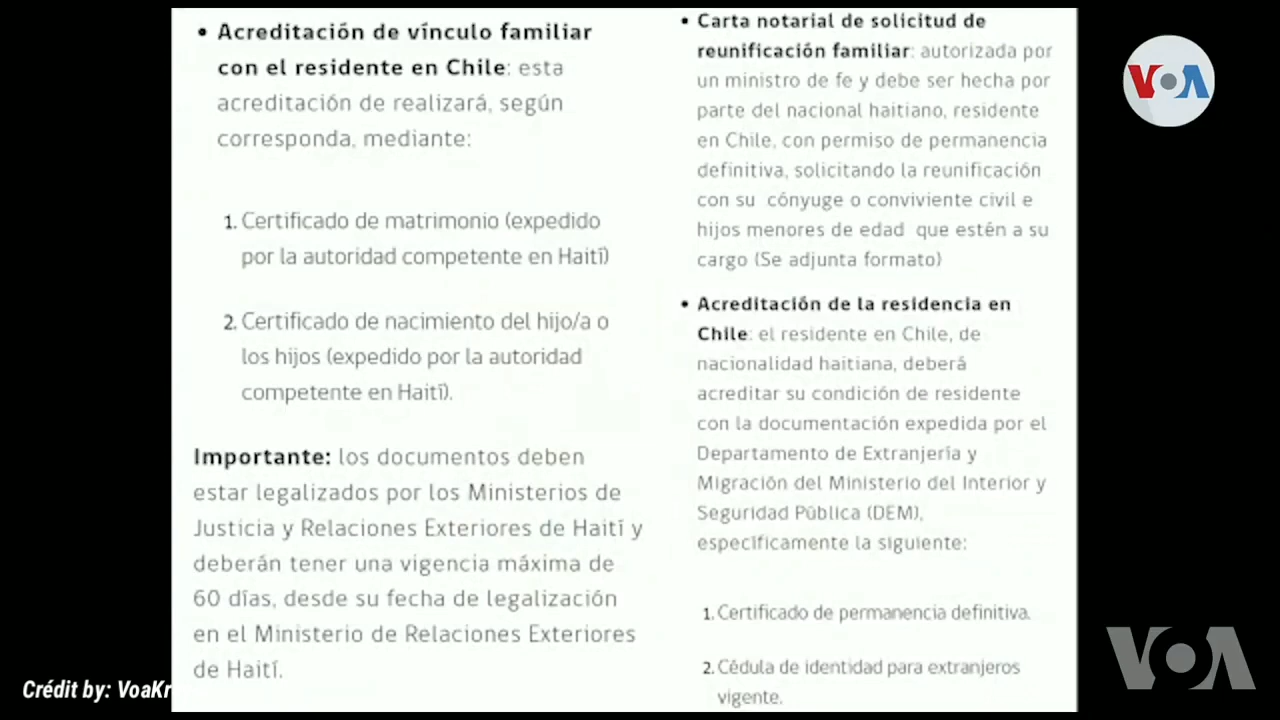 • Acreditación de vínculo familiar
con el residente en Chile: esta
acreditación de realizará, según
corresponda, mediante:
1. Certificado de matrimonio (expedido
por la autoridad competente en Haití)
2. Certificado de nacimiento del hijo/a o
los hijos (expedido por la autoridad
competente en Haití).
Importante: los documentos deben
estar legalizados por los Ministerios de
Justicia y Relaciones Exteriores de Haití y
deberán tener una vigencia máxima de
60 días, desde su fecha de legalización
en el Ministerio de Relaciones Exteriores
de Haití.
• Carta notarial de solicitud de
reunificación familiar: autorizada por
un ministro de fe y debe ser hecha por
parte del nacional haitiano, residente
en Chile, con permiso de permanencia
definitiva, solicitando la reunificación
con su cónyuge o conviviente civil e
hijos menores de edad que estén a su
cargo (Se adjunta formato)
• Acreditación de la residencia en
Chile: el residente en Chile, de
nacionalidad haitiana, deberá
acreditar su condición de residente
con la documentación expedida por el
Departamento de Extranjería y
Migración del Ministerio del Interior y
Seguridad Pública (DEM),
específicamente la siguiente:
1. Certificado de permanencia definitiva.
2. Cédula de identidad para extranjeros
vigente.
VOA
VOA
Crédit by: VoaKr